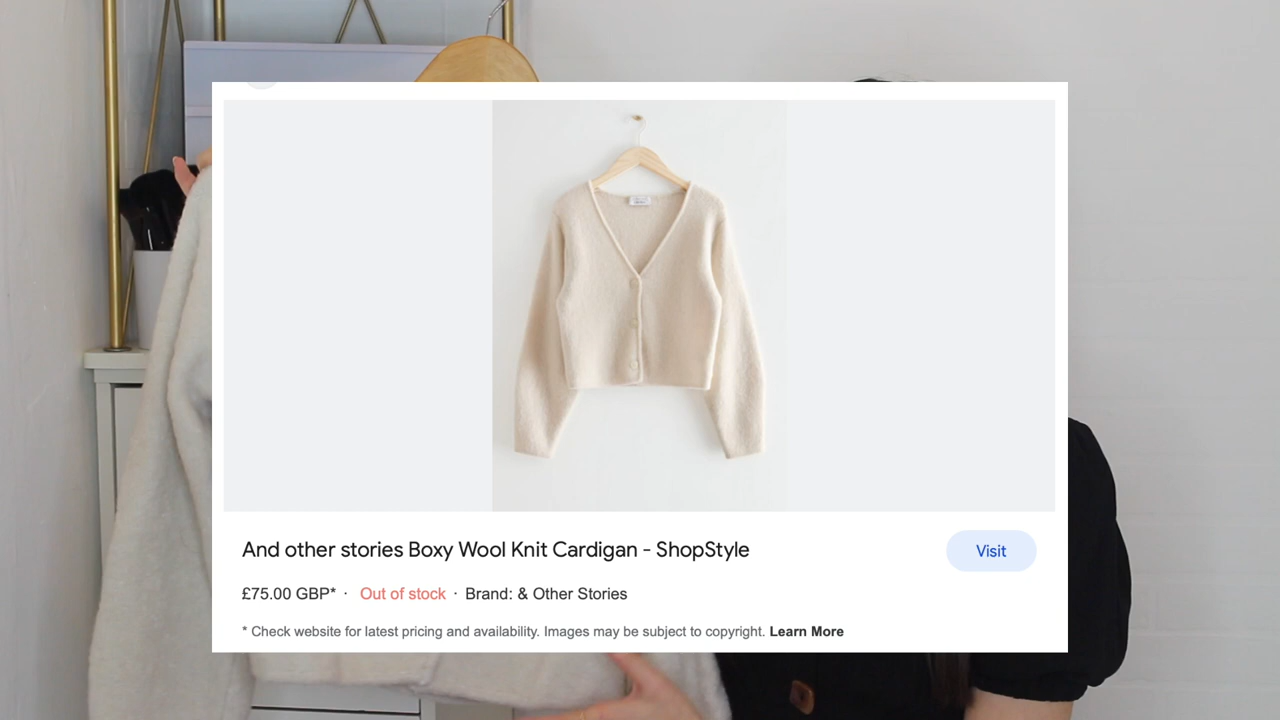 And other stories Boxy Wool Knit Cardigan - ShopStyle
Visit
£75.00 GBP* · Out of stock · Brand: & Other Stories
* Check website for latest pricing and availability. Images may be subject to copyright. Learn More